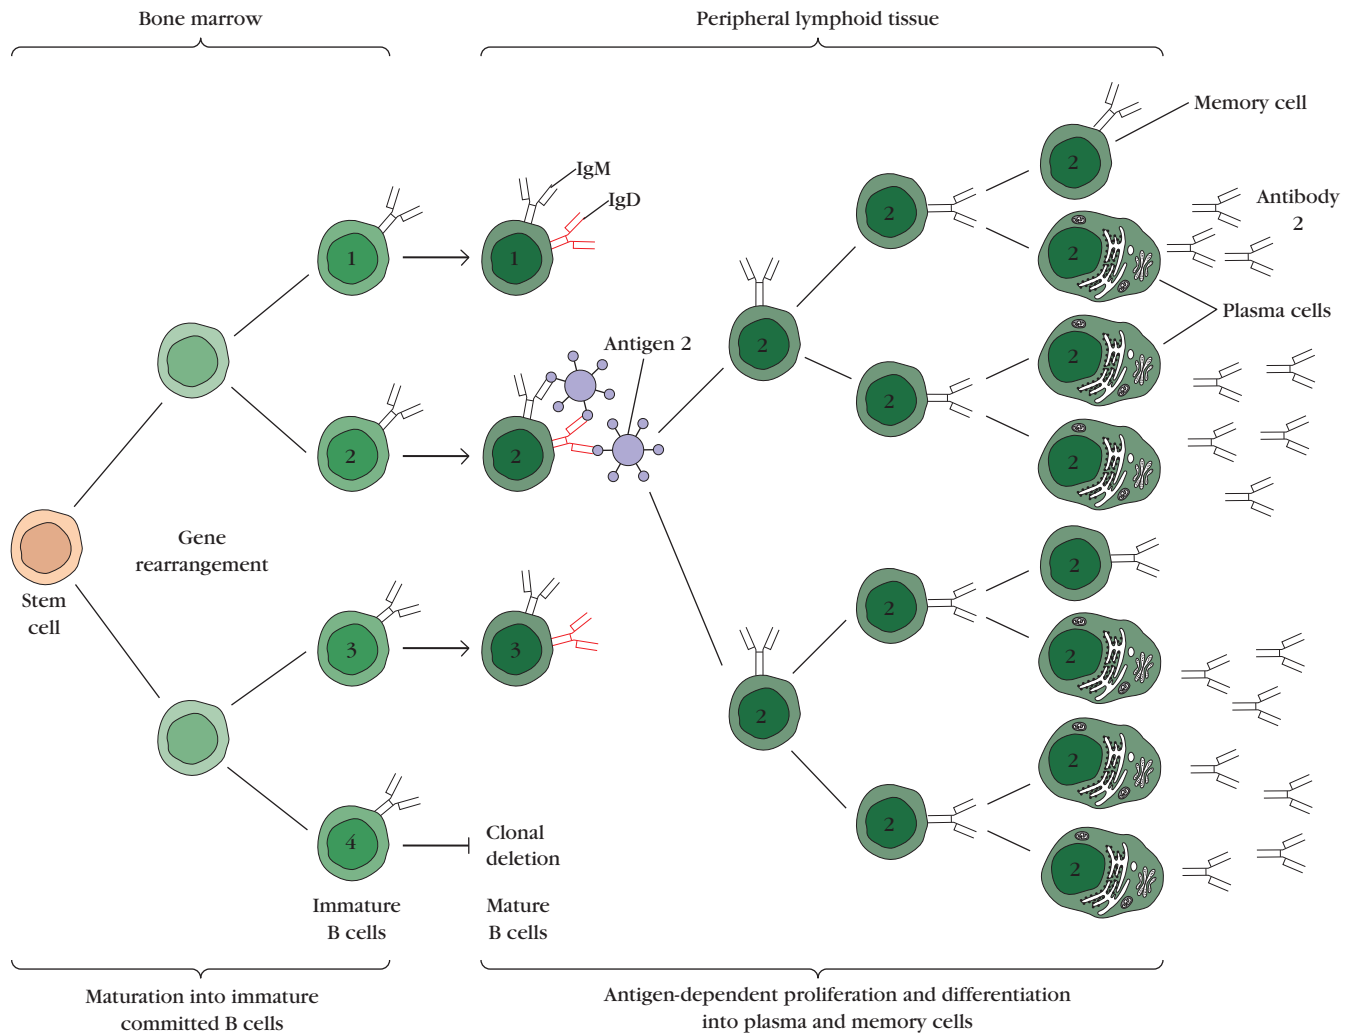 Bone marrow
Peripheral lymphoid tissue
Memory cell
2
IgM
IgD
2
Antibody
2
1
1
2
Plasma cells
Antigen 2
2
2
2
2
2
2
2
Gene
rearrangement
Stem
cell
2
2
3
3
2
2
2
4
Clonal
deletion
2
2
Immature
B cells
Mature
B cells
Maturation into immature
committed B cells
Antigen-dependent proliferation and differentiation
into plasma and memory cells